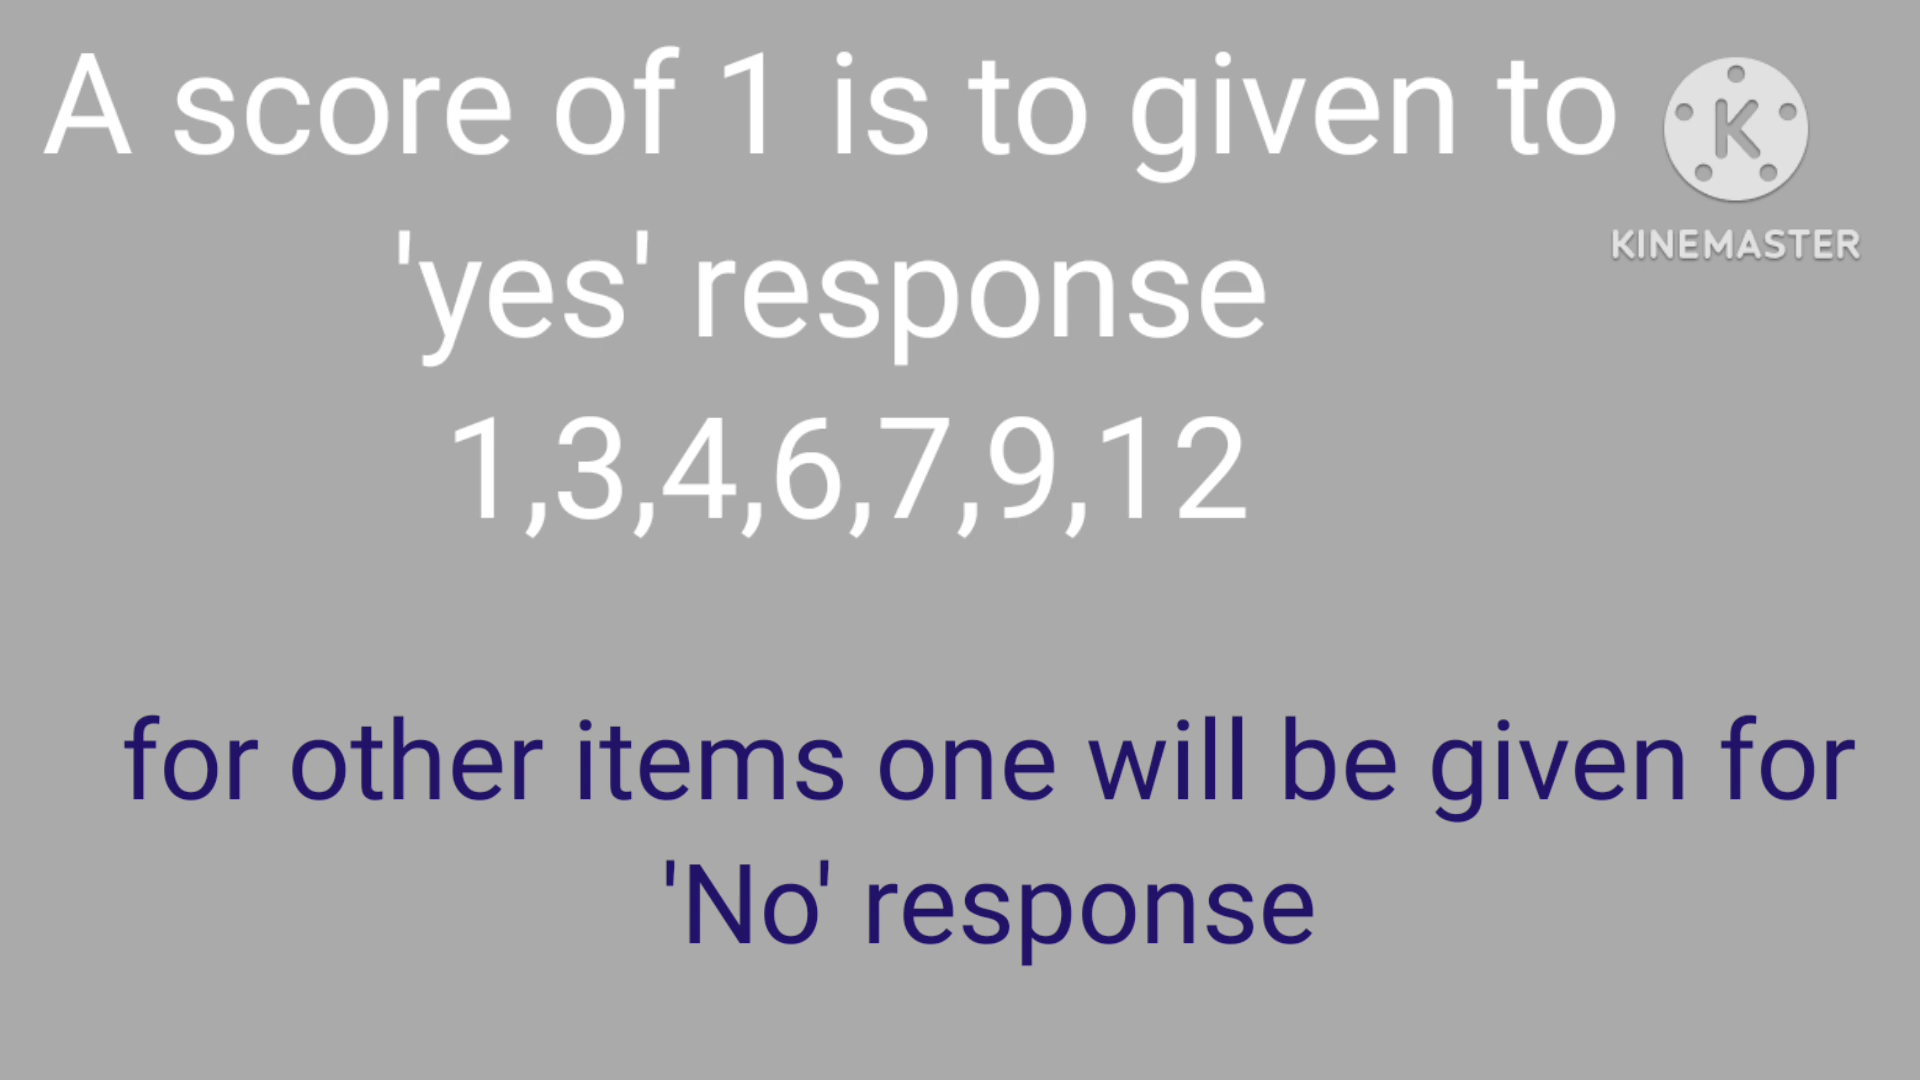 A score of 1 is to given to
'yes' response
1,3,4,6,7,9,12
for other items one will be given for
'No' response
K
KINEMASTER